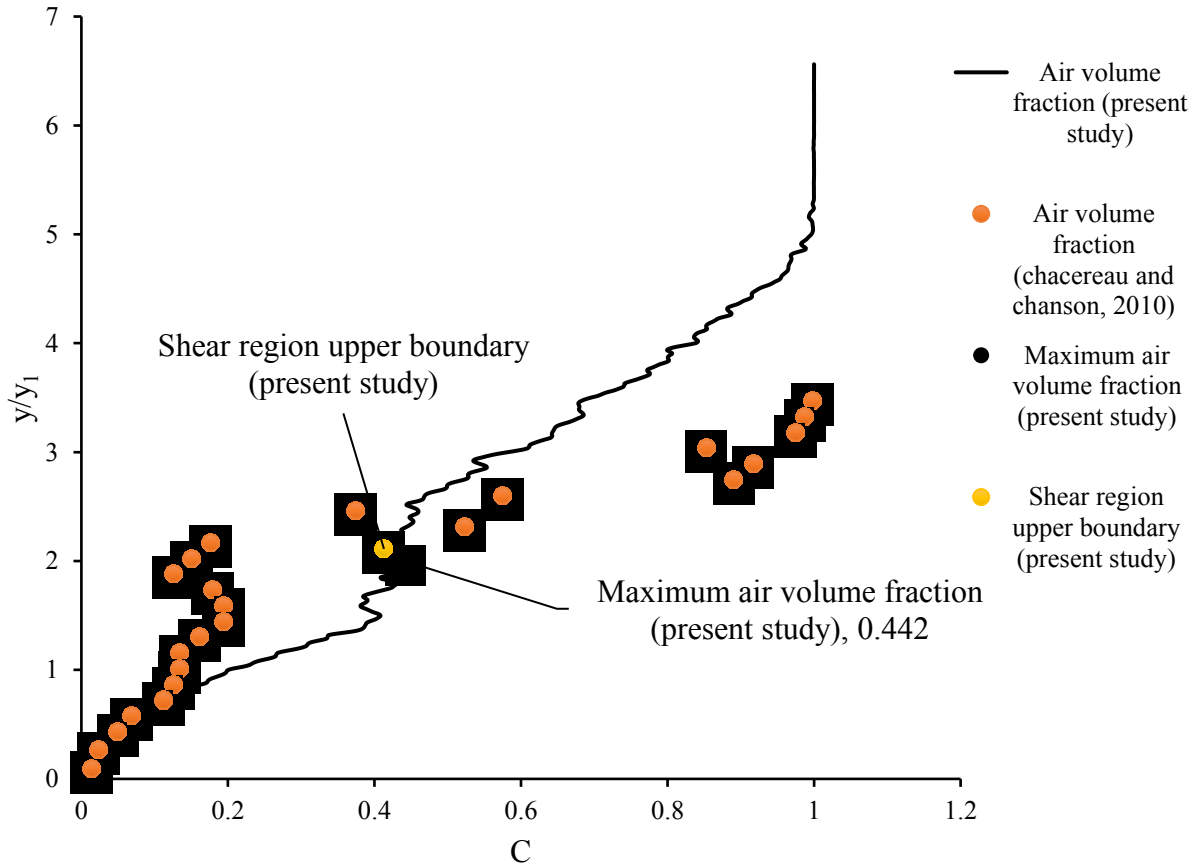 7
6
5
4
3
2
1
0
y/y1
0
0.2
0.4
0.6
0.8
1
1.2
C
Shear region upper boundary
(present study)
Maximum air volume fraction
(present study), 0.442
Air volume
fraction (present
study)
Air volume
fraction
(chacereau and
chanson, 2010)
Maximum air
volume fraction
(present study)
Shear region
upper boundary
(present study)